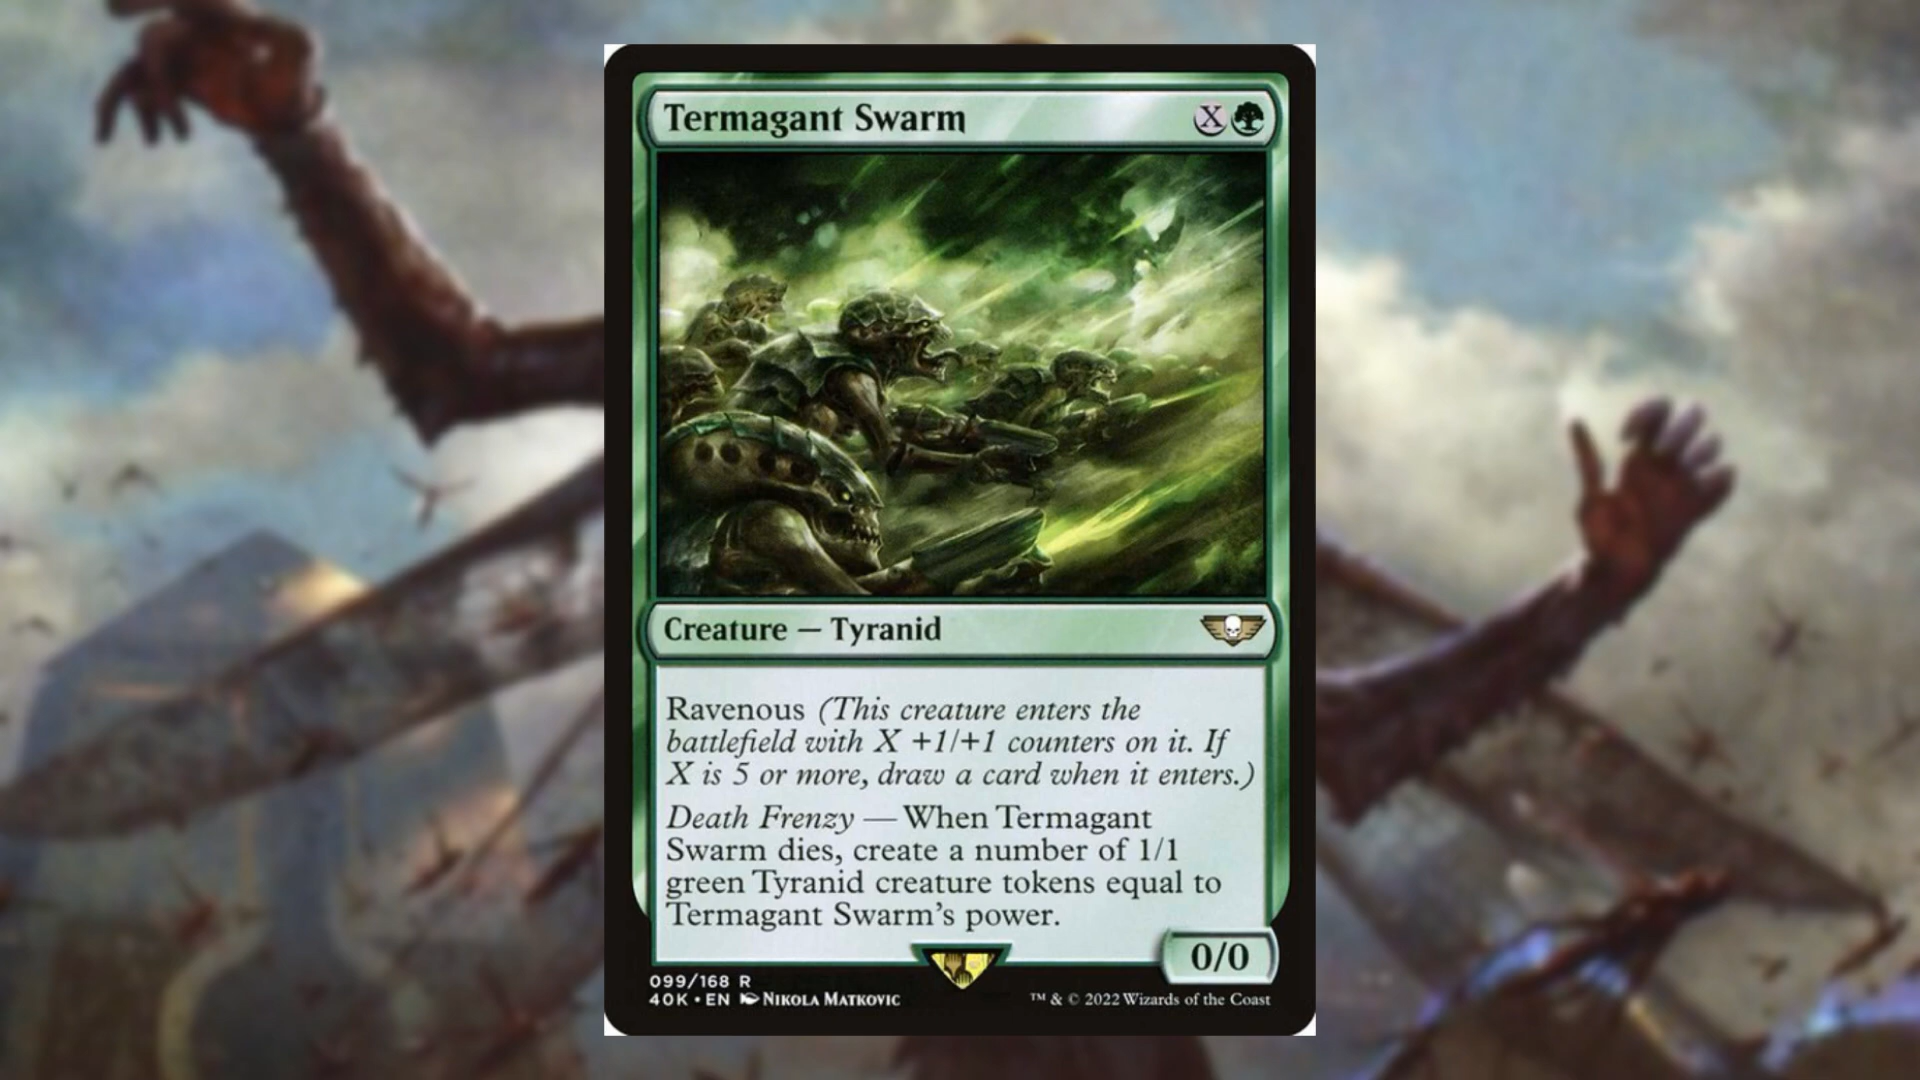 Termagant Swarm X
Creature — Tyranid
Ravenous (This creature enters the
battlefield with X +1/+1 counters on it. If
X is 5 or more, draw a card when it enters.)
Death Frenzy — When Termagant
Swarm dies, create a number of 1/1
green Tyranid creature tokens equal to
Termagant Swarm's power.
0/0
099/168 R
40K • EN Nikola Matkovic
™ & © 2022 Wizards of the Coast